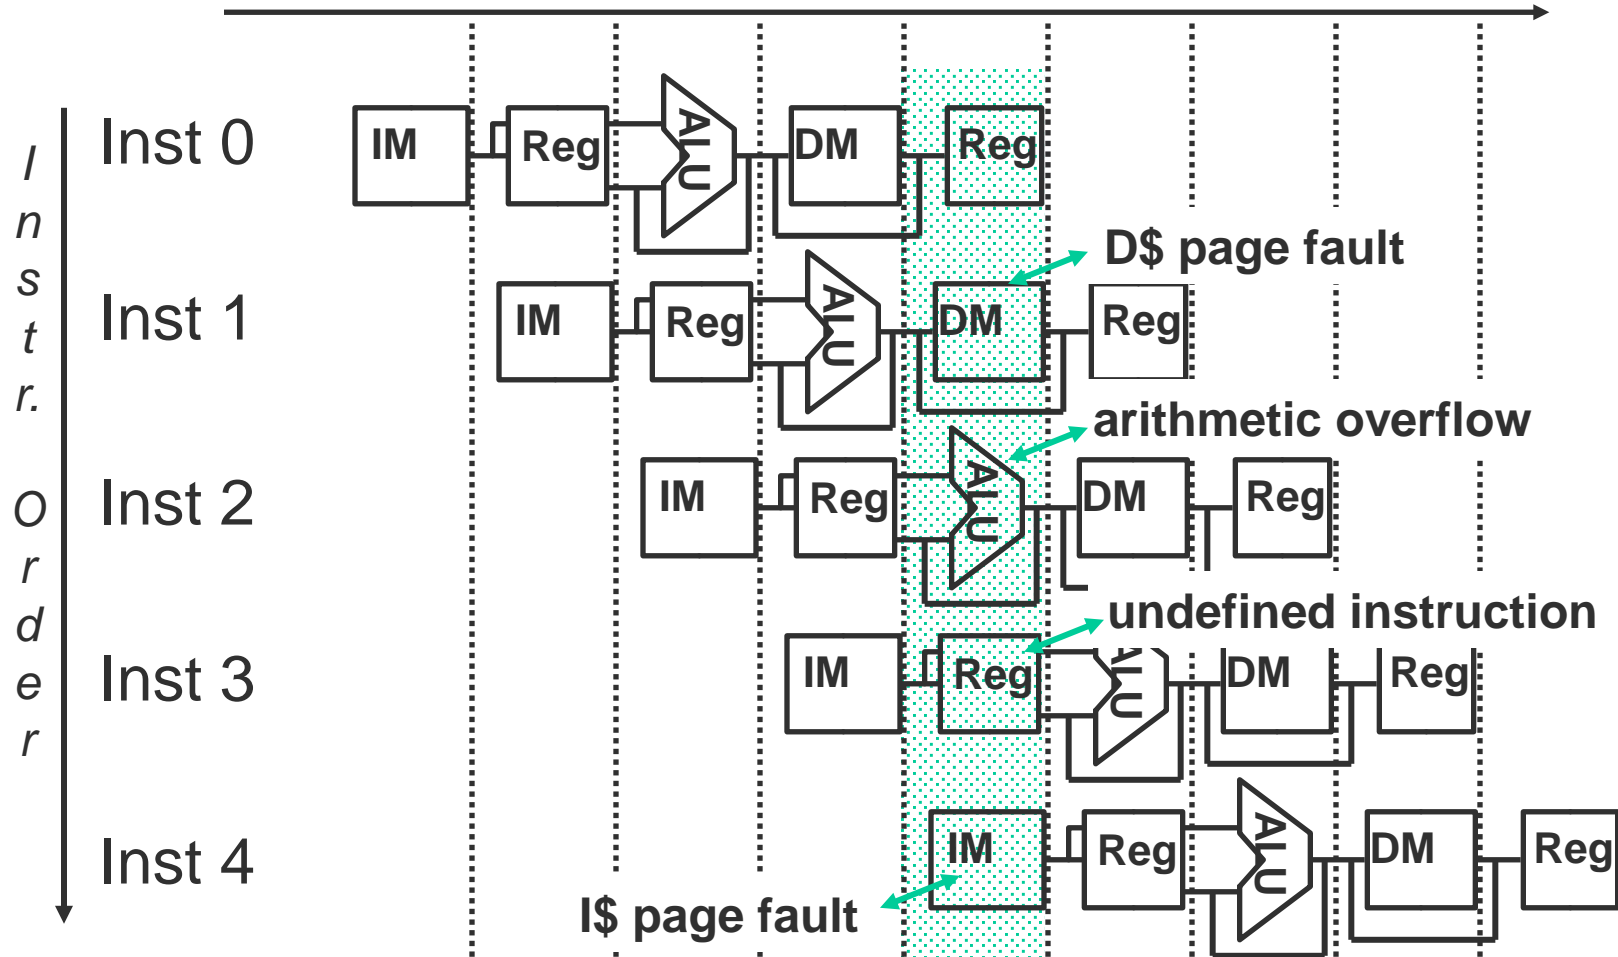 Instr. Order
Inst 0
IM Reg ALU DM Reg
D$ page fault
Inst 1
IM Reg ALU DM Reg
arithmetic overflow
Inst 2
IM Reg ALU DM Reg
undefined instruction
Inst 3
IM Reg ALU DM Reg
Inst 4
IM Reg ALU DM Reg
I$ page fault